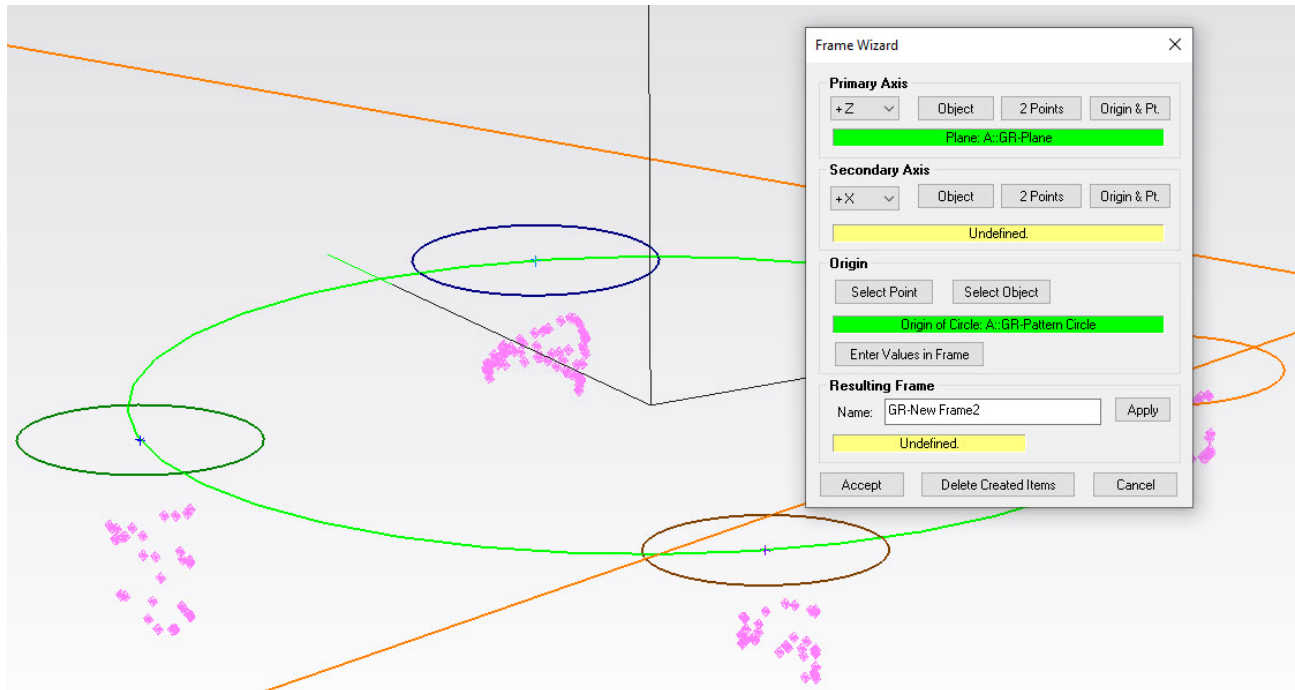 Frame Wizard
Primary Axis
+Z Object 2 Points Origin & Pt.
Plane: A::GR-Plane
Secondary Axis
+X Object 2 Points Origin & Pt.
Undefined.
Origin
Select Point Select Object
Origin of Circle: A::GR-Pattern Circle
Enter Values in Frame
Resulting Frame
Name: GR-New Frame2 Apply
Undefined.
Accept Delete Created Items Cancel